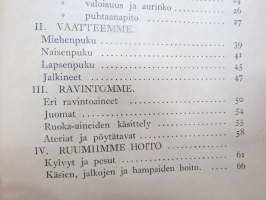 24
„ valoisuus ja aurinko 26
„ puhtaanapito 27
II. VAATTEEMME.
Miehenpuku 39
Naisenpuku 41
Lapsenpuku 45
Jalkineet 47
III. RAVINTOMME.
Eri ravintoaineet 50
Juomat 54
Ruoka-aineiden käsittely 55
Ateriat ja pöytätavat 58
IV. RUUMIIMME HOITO
Kylvyt ja pesut 61
Käsien, jalkojen ja hampaiden hoito. 66